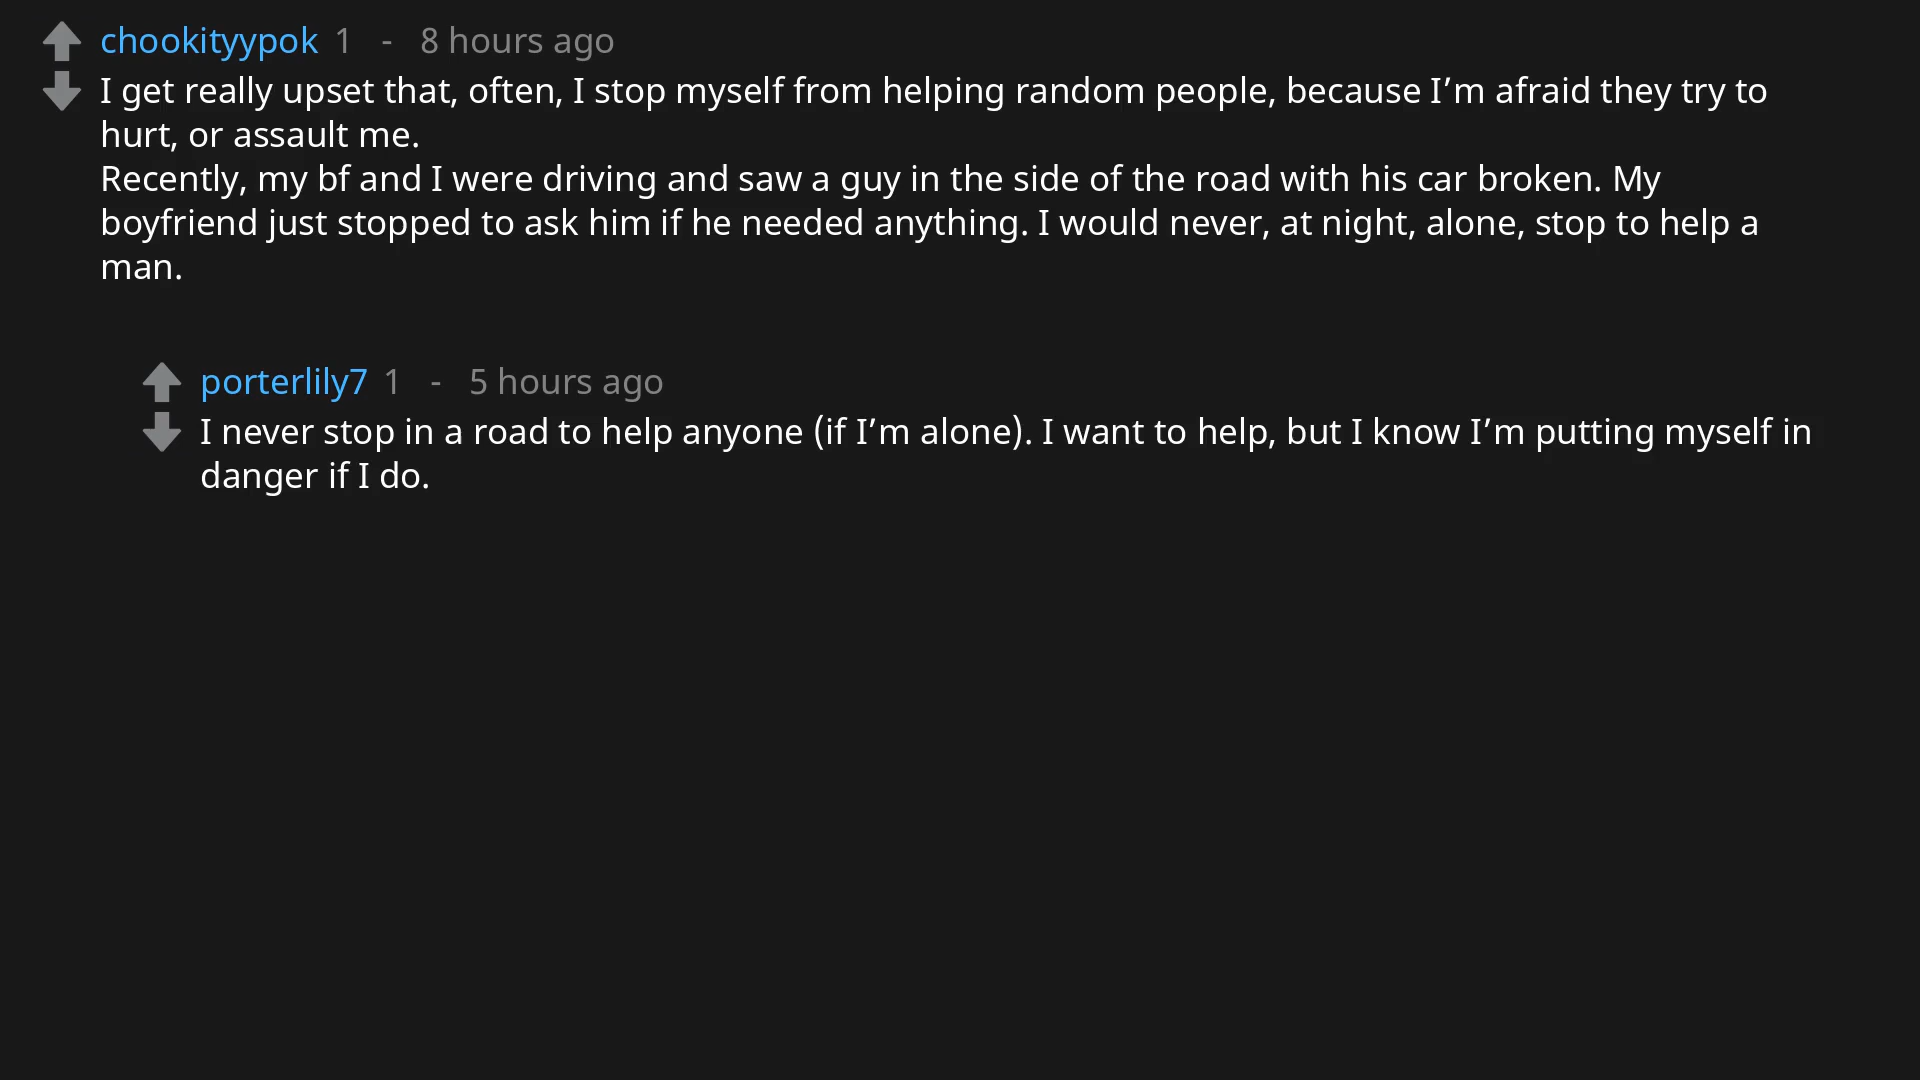 chookityypok 1 - 8 hours ago
I get really upset that, often, I stop myself from helping random people, because I’m afraid they try to
hurt, or assault me.
Recently, my bf and I were driving and saw a guy in the side of the road with his car broken. My
boyfriend just stopped to ask him if he needed anything. I would never, at night, alone, stop to help a
man.
porterlily7 1 - 5 hours ago
I never stop in a road to help anyone (if I’m alone). I want to help, but I know I’m putting myself in
danger if I do.